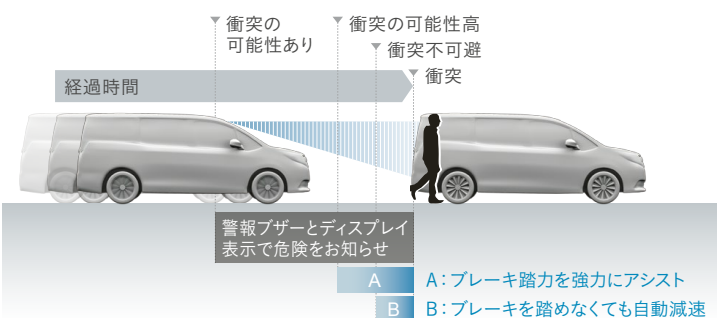 衝突の
可能性あり
衝突の可能性高
衝突不可避
衝突
経過時間
警報ブザーとディスプレイ
表示で危険をお知らせ
A
A：ブレーキ踏力を強力にアシスト
B
B：ブレーキを踏めなくても自動減速